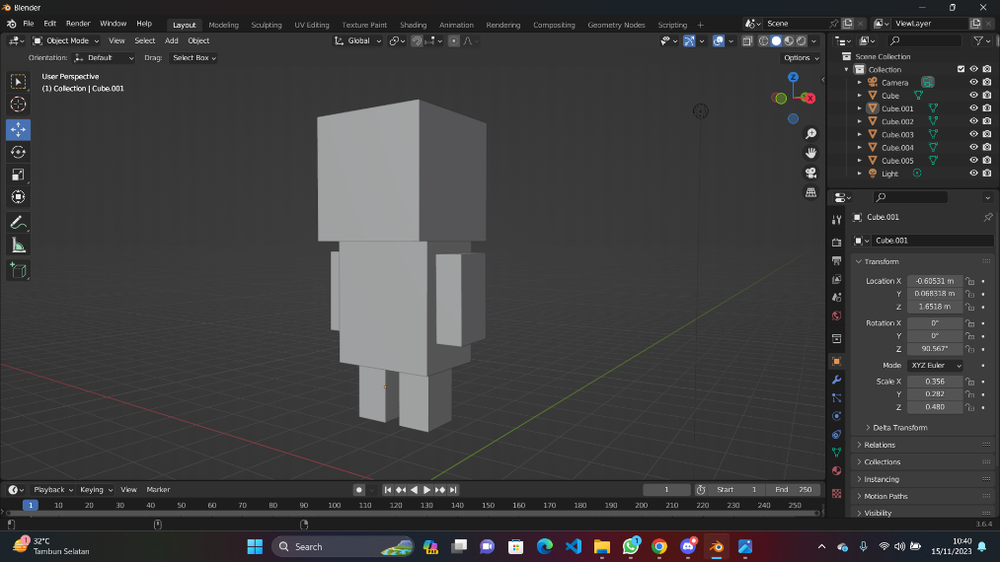 Blender
File Edit Render Window Help Layout Modeling Sculpting UV Editing Texture Paint Shading Animation Rendering Compositing Geometry Nodes Scripting + Scene ViewLayer
Object Mode View Select Add Object Global
Orientation: Default Drag: Select Box Options
User Perspective
(1) Collection | Cube.001
Z
X
Scene Collection
Collection
Camera
Cube
Cube.001
Cube.002
Cube.003
Cube.004
Cube.005
Light
Cube.001
Cube.001
Transform
Location X -0.60531 m
Y 0.068318 m
Z 1.6518 m
Rotation X 0°
Y 0°
Z 90.567°
Mode XYZ Euler
Scale X 0.356
Y 0.282
Z 0.480
Delta Transform
Relations
Collections
Instancing
Motion Paths
Visibility
Playback Keying View Marker 1 Start 1 End 250
1 10 20 30 40 50 60 70 80 90 100 110 120 130 140 150 160 170 180 190 200 210 220 230 240 250
3.6.4
1 32°C
Tambun Selatan
Search
1
10:40
15/11/2023